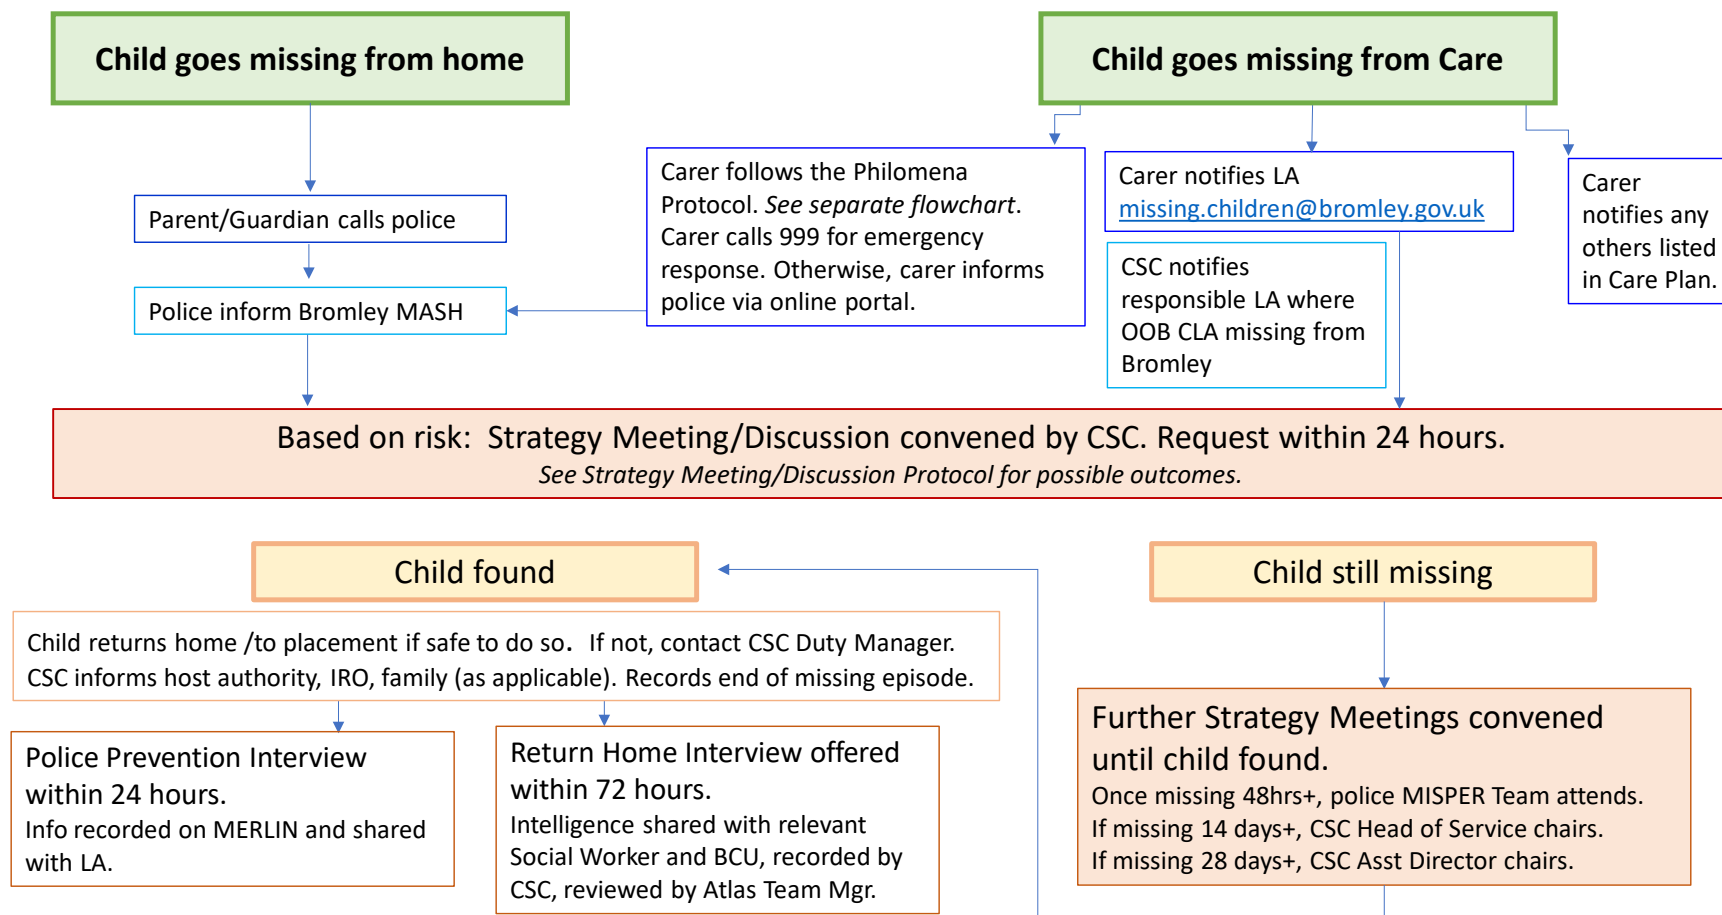 Child goes missing from home
Child goes missing from Care
Parent/Guardian calls police
Police inform Bromley MASH
Carer follows the Philomena
Protocol. See separate flowchart.
Carer calls 999 for emergency
response. Otherwise, carer informs
police via online portal.
Carer notifies LA
missing.children@bromley.gov.uk
CSC notifies
responsible LA where
OOB CLA missing from
Bromley
Carer
notifies any
others listed
in Care Plan.
Based on risk: Strategy Meeting/Discussion convened by CSC. Request within 24 hours.
See Strategy Meeting/Discussion Protocol for possible outcomes.
Child found
Child still missing
Child returns home /to placement if safe to do so. If not, contact CSC Duty Manager.
CSC informs host authority, IRO, family (as applicable). Records end of missing episode.
Police Prevention Interview
within 24 hours.
Info recorded on MERLIN and shared
with LA.
Return Home Interview offered
within 72 hours.
Intelligence shared with relevant
Social Worker and BCU, recorded by
CSC, reviewed by Atlas Team Mgr.
Further Strategy Meetings convened
until child found.
Once missing 48hrs+, police MISPER Team attends.
If missing 14 days+, CSC Head of Service chairs.
If missing 28 days+, CSC Asst Director chairs.